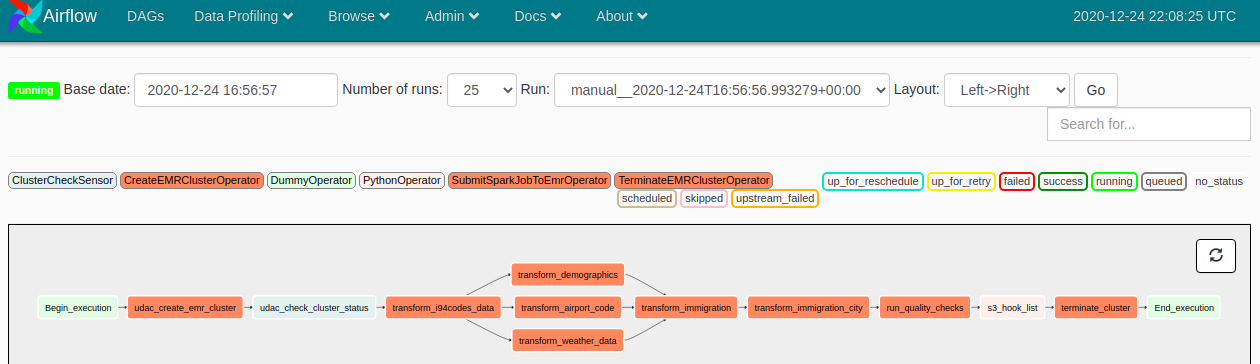 Airflow DAGs Data Profiling Browse Admin Docs About 2020-12-24 22:08:25 UTC
running Base date: 2020-12-24 16:56:57 Number of runs: 25 Run: manual__2020-12-24T16:56:56.993279+00:00 Layout: Left->Right Go
Search for...
ClusterCheckSensor CreateEMRClusterOperator DummyOperator PythonOperator SubmitSparkJobToEmrOperator TerminateEMRClusterOperator up_for_reschedule up_for_retry failed success running queued no_status
scheduled skipped upstream_failed
transform_demographics
Begin_execution udac_create_emr_cluster udac_check_cluster_status transform_i94codes_data transform_airport_code transform_immigration transform_immigration_city run_quality_checks s3_hook_list terminate_cluster End_execution
transform_weather_data